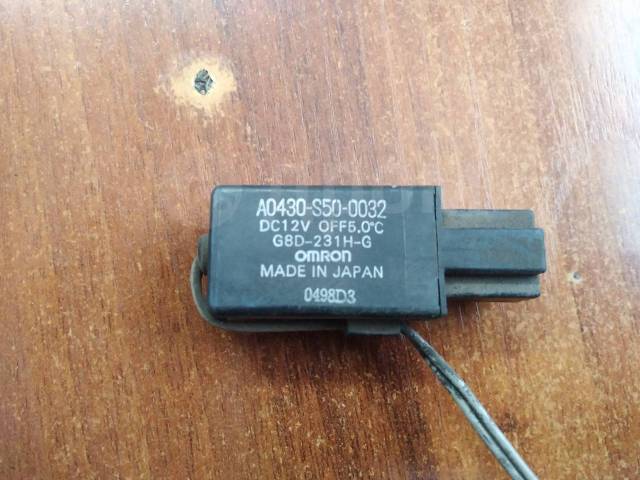 A0430-S50-0032
DC12V OFF5.0°C
G8D-231H-G
OMRON
MADE IN JAPAN
0498D3